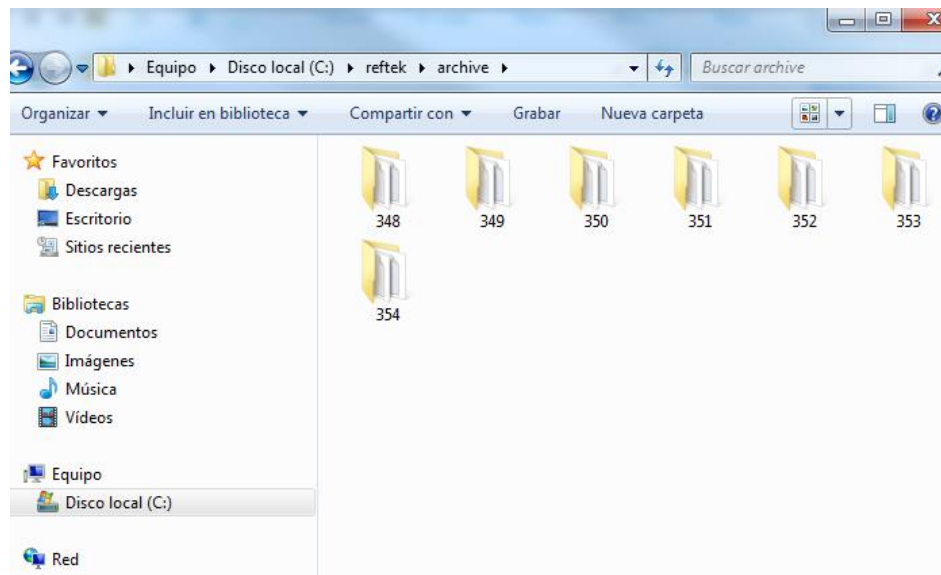 Equipo Disco local (C:) reftek archive Buscar archive
Organizar Incluir en biblioteca Compartir con Grabar Nueva carpeta
Favoritos
Descargas
Escritorio
Sitios recientes
Bibliotecas
Documentos
Imágenes
Música
Vídeos
Equipo
Disco local (C:)
Red
348 349 350 351 352 353
354